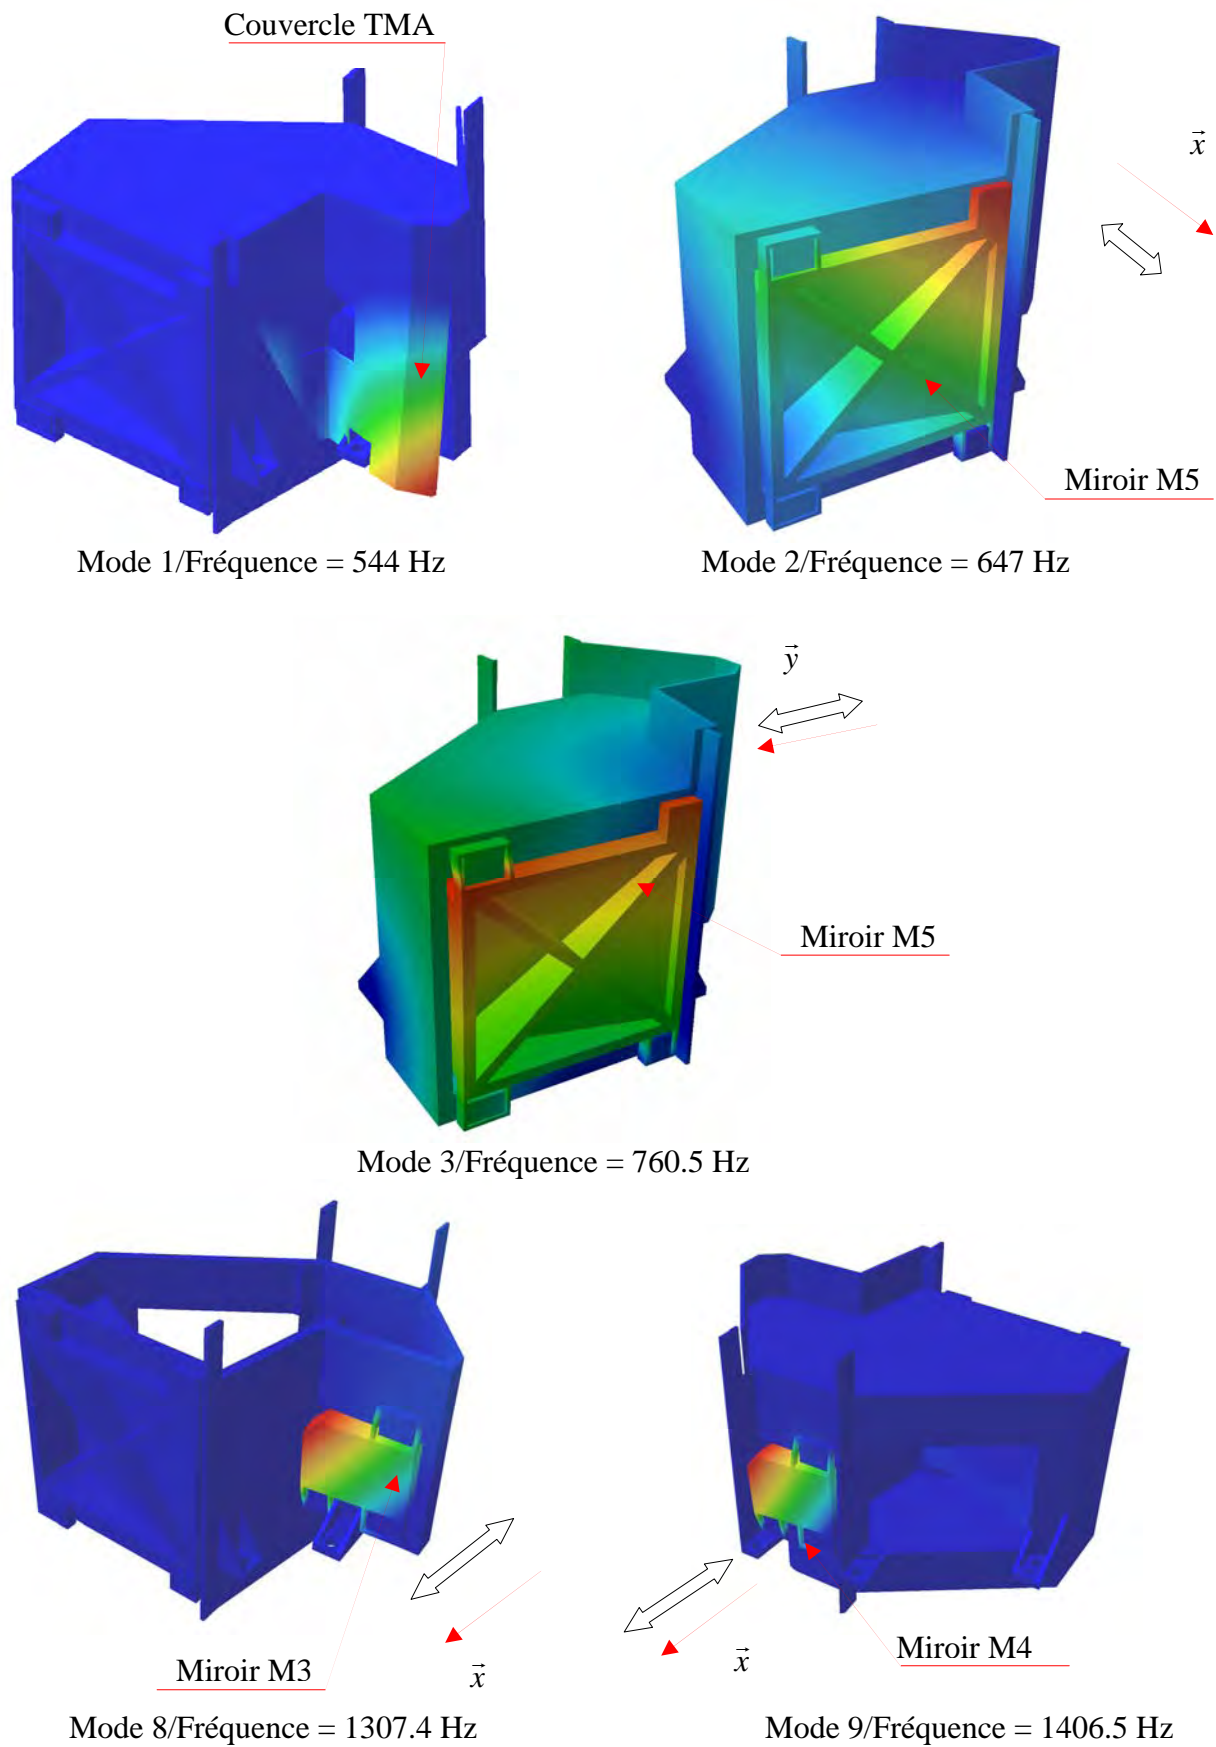 Couvercle TMA
x
Miroir M5
Mode 1/Fréquence = 544 Hz
Mode 2/Fréquence = 647 Hz
y
Miroir M5
Mode 3/Fréquence = 760.5 Hz
Miroir M3
x
x
Miroir M4
Mode 8/Fréquence = 1307.4 Hz
Mode 9/Fréquence = 1406.5 Hz